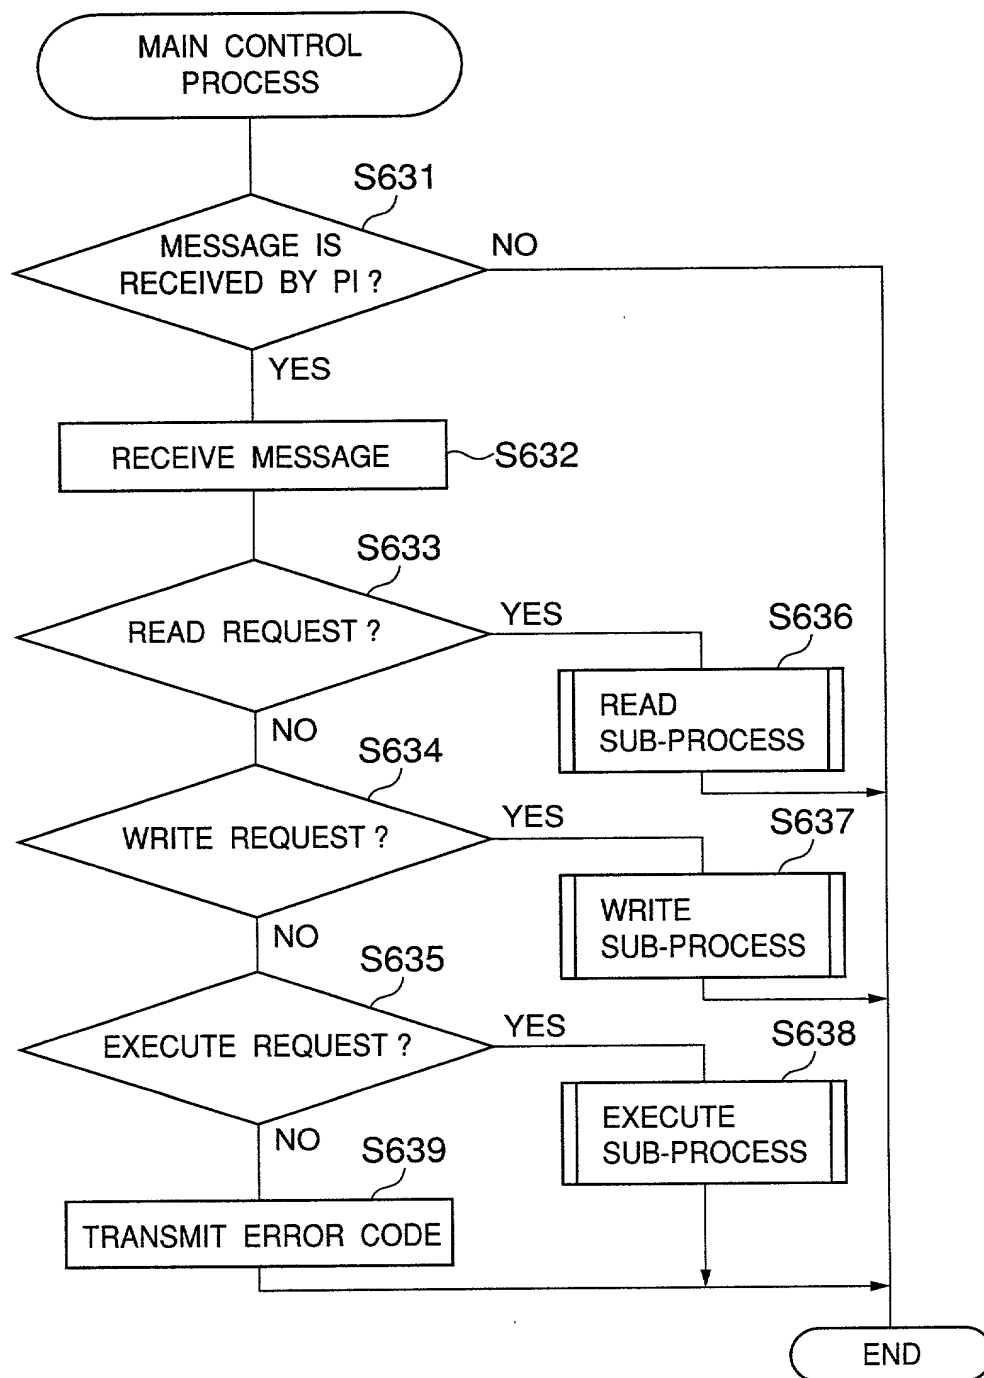 MAIN CONTROL
PROCESS
S631
MESSAGE IS
RECEIVED BY PI ?
NO
YES
RECEIVE MESSAGE
S632
S633
READ REQUEST ?
YES
S636
READ
SUB-PROCESS
NO
S634
WRITE REQUEST ?
YES
S637
WRITE
SUB-PROCESS
NO
S635
EXECUTE REQUEST ?
YES
S638
EXECUTE
SUB-PROCESS
NO
S639
TRANSMIT ERROR CODE
END